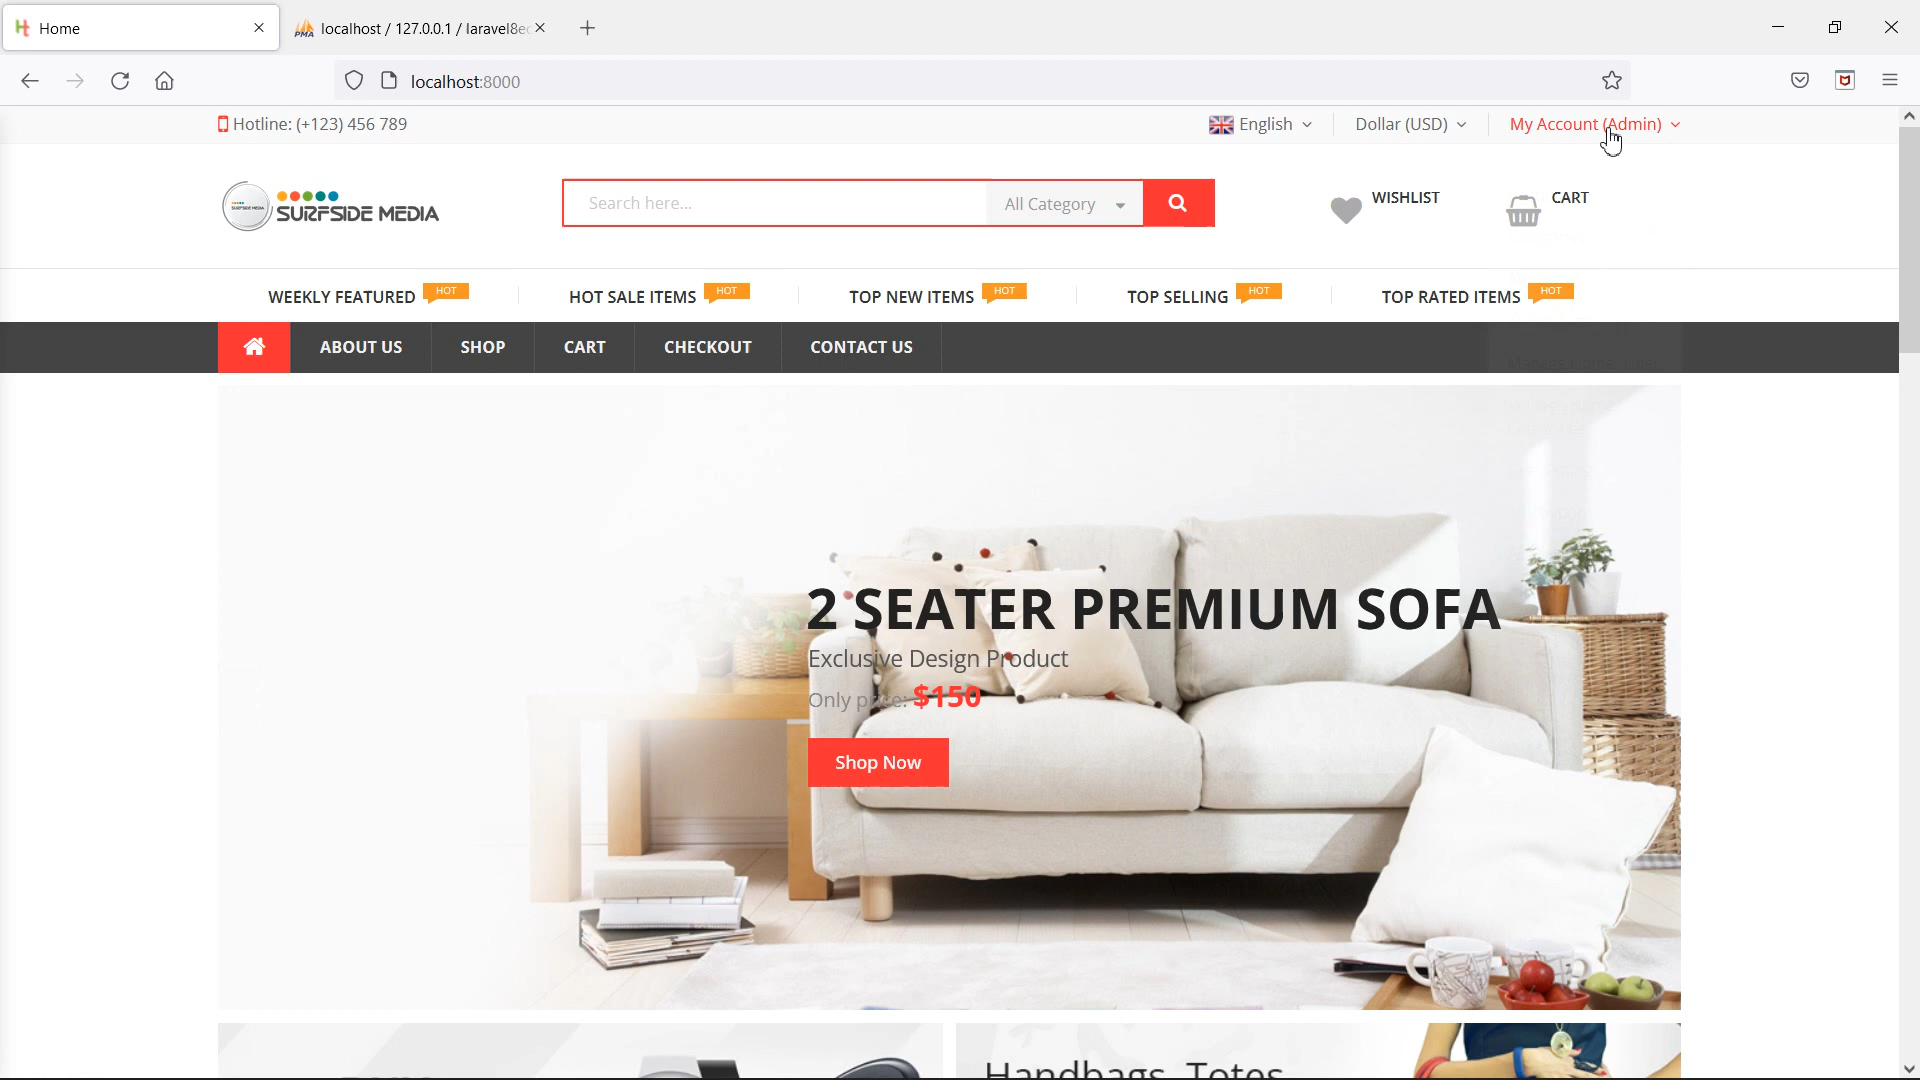 Home
localhost / 127.0.0.1 / laravel8ec
localhost:8000
Hotline: (+123) 456 789
English
Dollar (USD)
My Account (Admin)
SURFSIDE MEDIA
Search here...
All Category
WISHLIST
CART
WEEKLY FEATURED HOT
HOT SALE ITEMS HOT
TOP NEW ITEMS HOT
TOP SELLING HOT
TOP RATED ITEMS HOT
ABOUT US
SHOP
CART
CHECKOUT
CONTACT US
2 SEATER PREMIUM SOFA
Exclusive Design Product
Only price: $150
Shop Now
Handbags, Totes